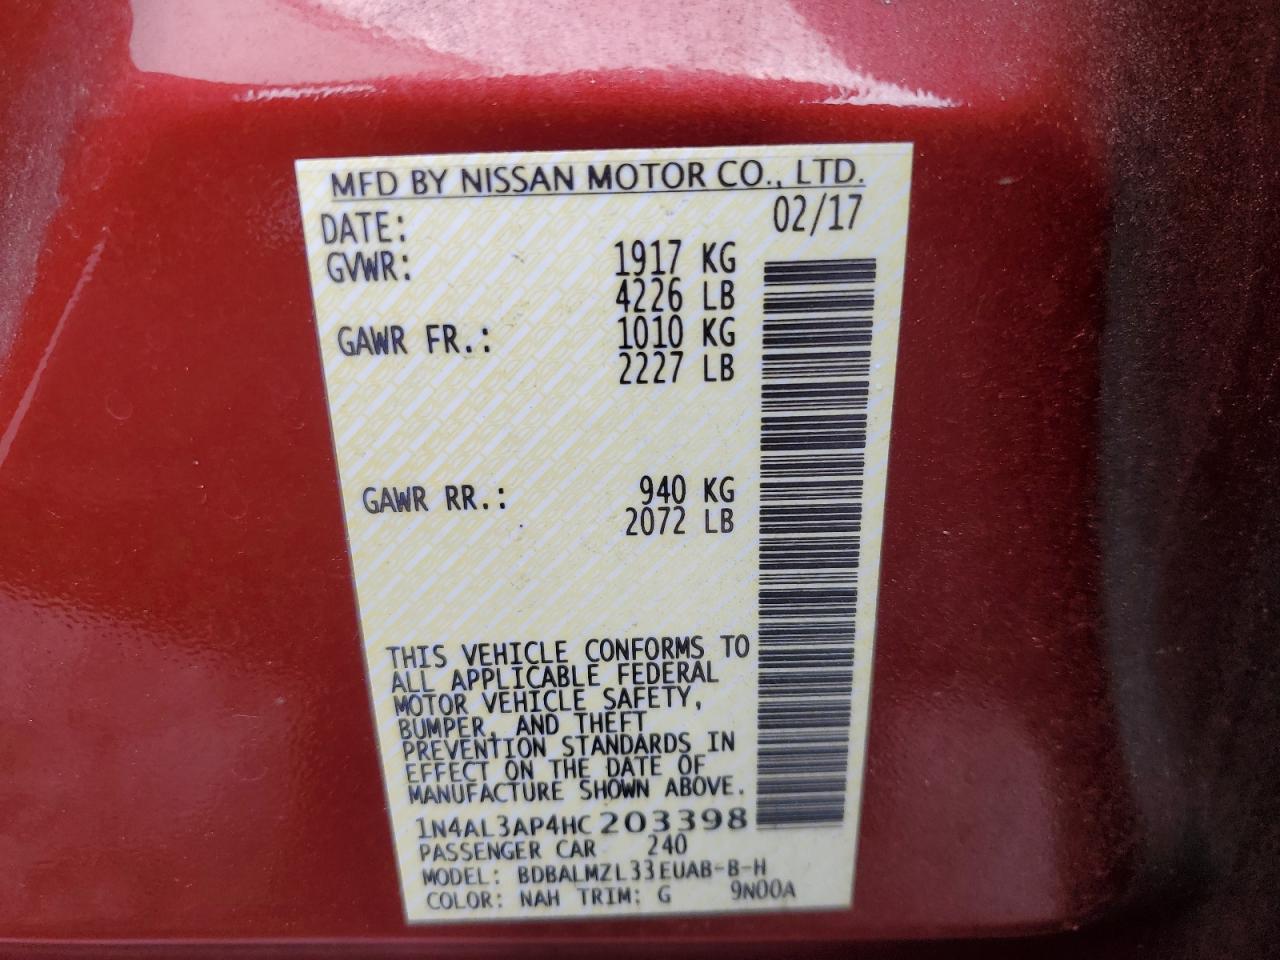 MFD BY NISSAN MOTOR CO., LTD.
DATE: 02/17
GVWR: 1917 KG
4226 LB
GAWR FR.: 1010 KG
2227 LB
GAWR RR.: 940 KG
2072 LB
THIS VEHICLE CONFORMS TO
ALL APPLICABLE FEDERAL
MOTOR VEHICLE SAFETY,
BUMPER, AND THEFT
PREVENTION STANDARDS IN
EFFECT ON THE DATE OF
MANUFACTURE SHOWN ABOVE.
1N4AL3AP4HC203398
PASSENGER CAR 240
MODEL: BDBALMZL33EUAB-B-H
COLOR: NAH TRIM: G 9N00A